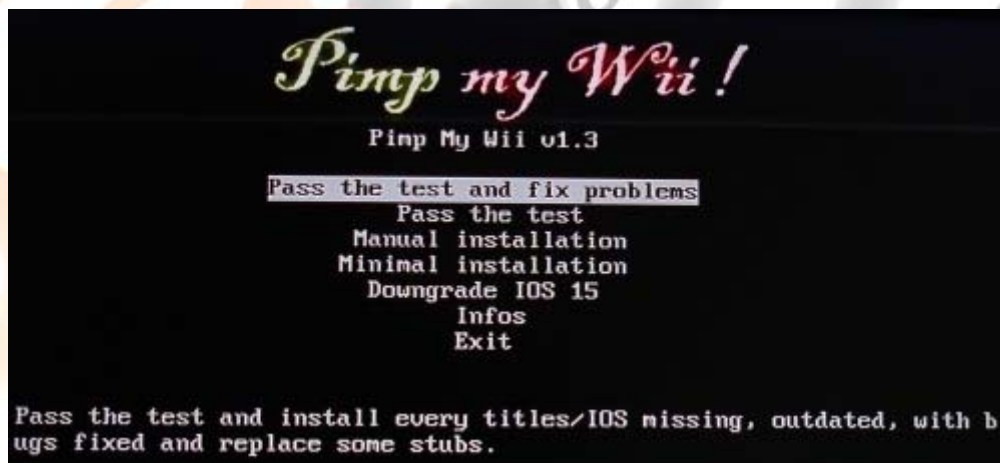 Pimp my Wii !
Pimp My Wii v1.3
Pass the test and fix problems
Pass the test
Manual installation
Minimal installation
Downgrade IOS 15
Infos
Exit
Pass the test and install every titles/IOS missing, outdated, with b
ugs fixed and replace some stubs.